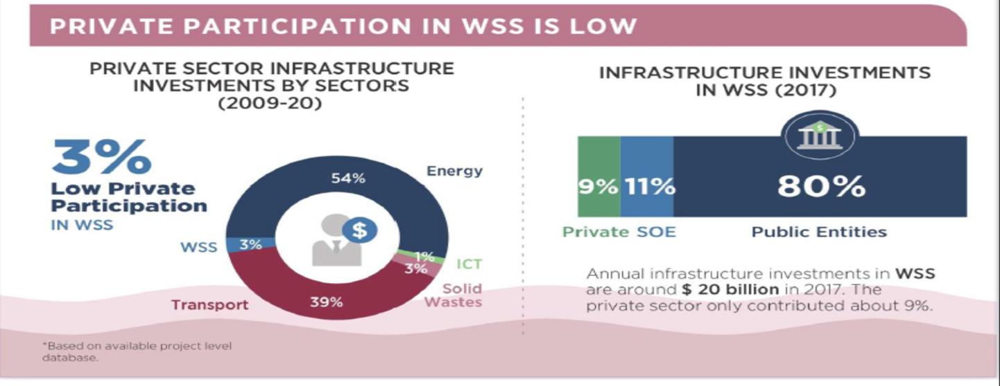 PRIVATE PARTICIPATION IN WSS IS LOW
PRIVATE SECTOR INFRASTRUCTURE
INVESTMENTS BY SECTORS
(2009-20)
3%
Low Private
Participation
IN WSS
54%
Energy
WSS
3%
1%
ICT
3%
Solid
Wastes
Transport
39%
$
*Based on available project level
database.
INFRASTRUCTURE INVESTMENTS
IN WSS (2017)
$
9% 11% 80%
Private SOE Public Entities
Annual infrastructure investments in WSS
are around $ 20 billion in 2017. The
private sector only contributed about 9%.